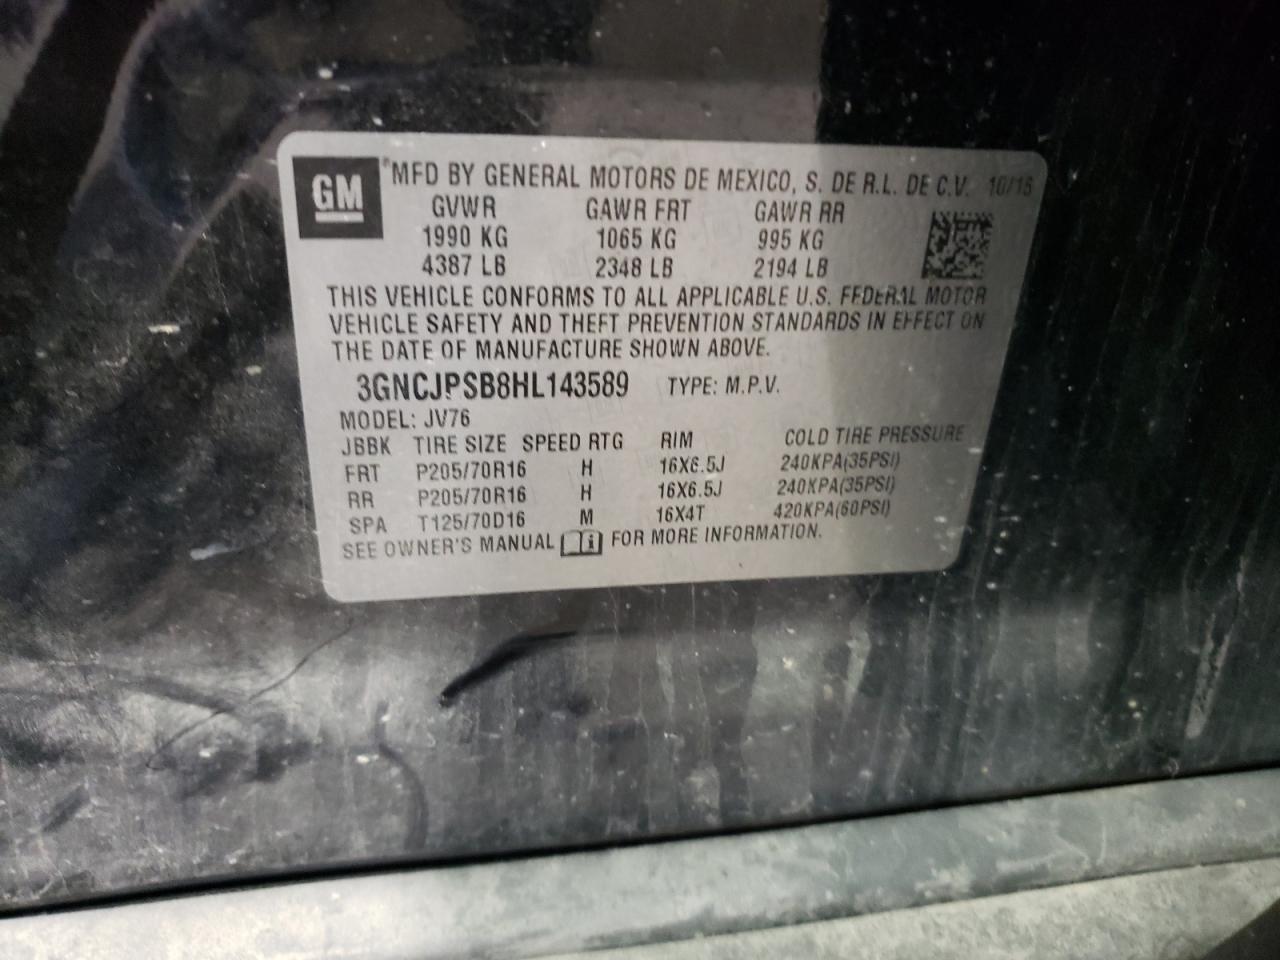 GM
®MFD BY GENERAL MOTORS DE MEXICO, S. DE R.L. DE C.V. 10/16
GVWR GAWR FRT GAWR RR
1990 KG 1065 KG 995 KG
4387 LB 2348 LB 2194 LB
THIS VEHICLE CONFORMS TO ALL APPLICABLE U.S. FEDERAL MOTOR
VEHICLE SAFETY AND THEFT PREVENTION STANDARDS IN EFFECT ON
THE DATE OF MANUFACTURE SHOWN ABOVE.
3GNCJPSB8HL143589 TYPE: M.P.V.
MODEL: JV76
JBBK TIRE SIZE SPEED RTG RIM COLD TIRE PRESSURE
FRT P205/70R16 H 16X6.5J 240KPA(35PSI)
RR P205/70R16 H 16X6.5J 240KPA(35PSI)
SPA T125/70D16 M 16X4T 420KPA(60PSI)
SEE OWNER'S MANUAL FOR MORE INFORMATION.